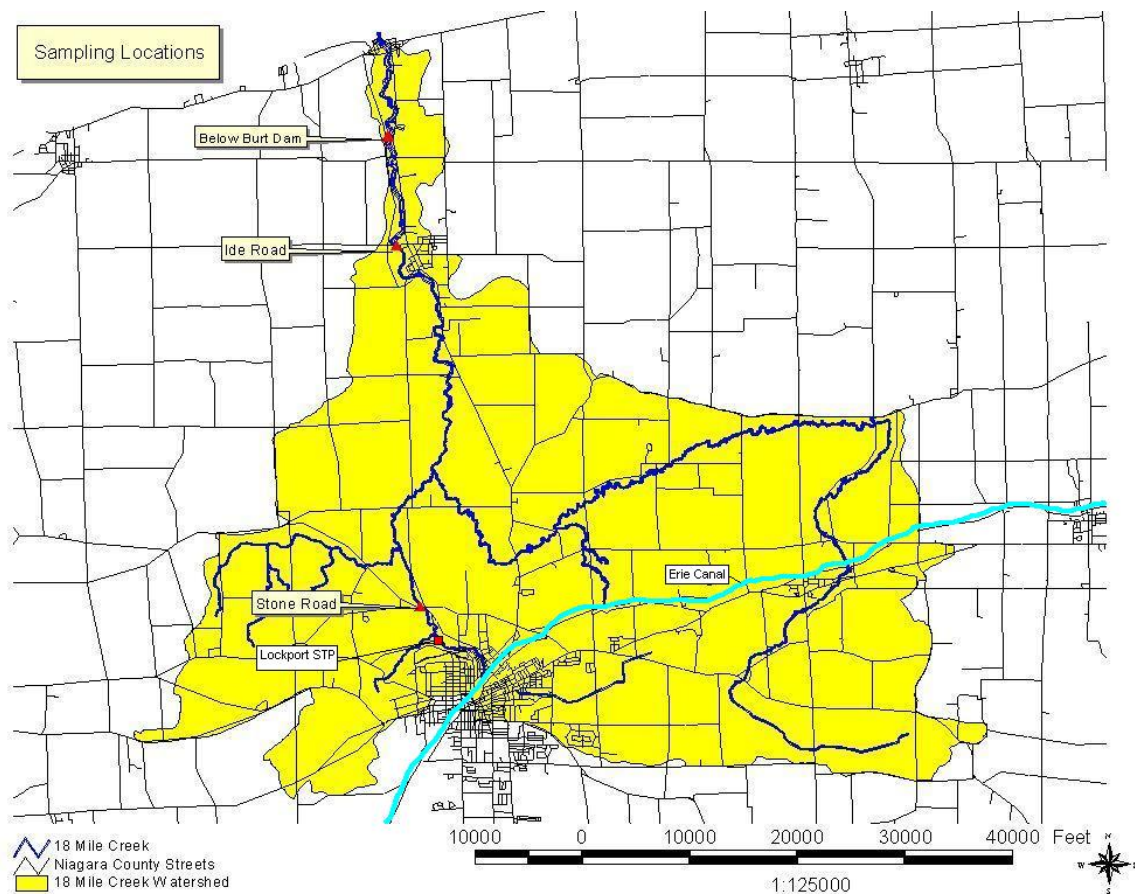 Sampling Locations
Below Burt Dam
Ide Road
Erie Canal
Stone Road
Lockport STP
18 Mile Creek
Niagara County Streets
18 Mile Creek Watershed
10000 0 10000 20000 30000 40000 Feet
1:125000
N
W E
S